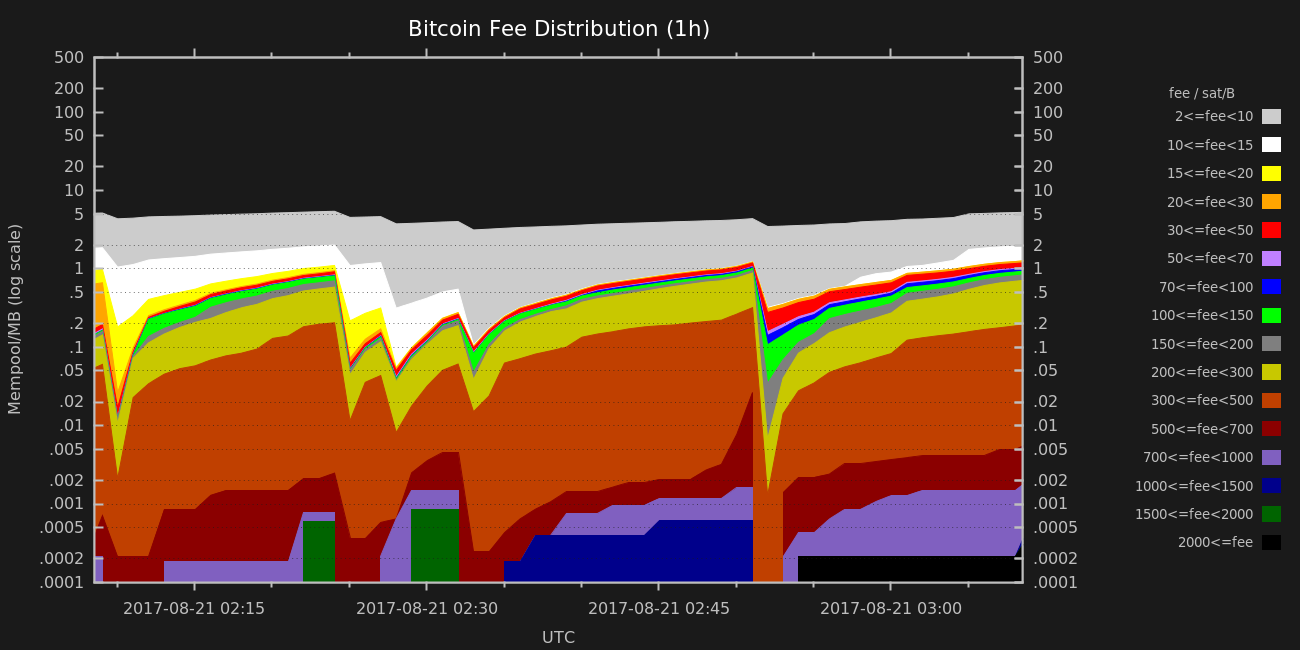 Bitcoin Fee Distribution (1h)
500 500
200 200
100 100
50 50
20 20
10 10
5 5
2 2
1 1
.5 .5
.2 .2
.1 .1
.05 .05
.02 .02
.01 .01
.005 .005
.002 .002
.001 .001
.0005 .0005
.0002 .0002
.0001 .0001
Mempool/MB (log scale)
2017-08-21 02:15 2017-08-21 02:30 2017-08-21 02:45 2017-08-21 03:00
UTC
fee / sat/B
2<=fee<10
10<=fee<15
15<=fee<20
20<=fee<30
30<=fee<50
50<=fee<70
70<=fee<100
100<=fee<150
150<=fee<200
200<=fee<300
300<=fee<500
500<=fee<700
700<=fee<1000
1000<=fee<1500
1500<=fee<2000
2000<=fee